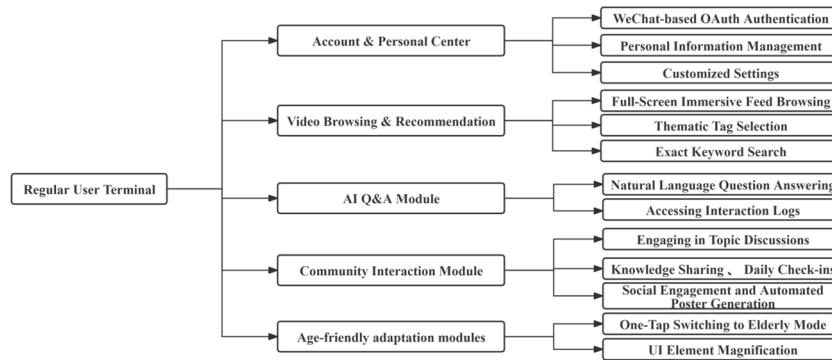 WeChat-based OAuth Authentication
Account & Personal Center
Personal Information Management
Customized Settings
Full-Screen Immersive Feed Browsing
Video Browsing & Recommendation
Thematic Tag Selection
Exact Keyword Search
Regular User Terminal
Natural Language Question Answering
AI Q&A Module
Accessing Interaction Logs
Engaging in Topic Discussions
Community Interaction Module
Knowledge Sharing 、 Daily Check-ins
Social Engagement and Automated
Poster Generation
One-Tap Switching to Elderly Mode
Age-friendly adaptation modules
UI Element Magnification